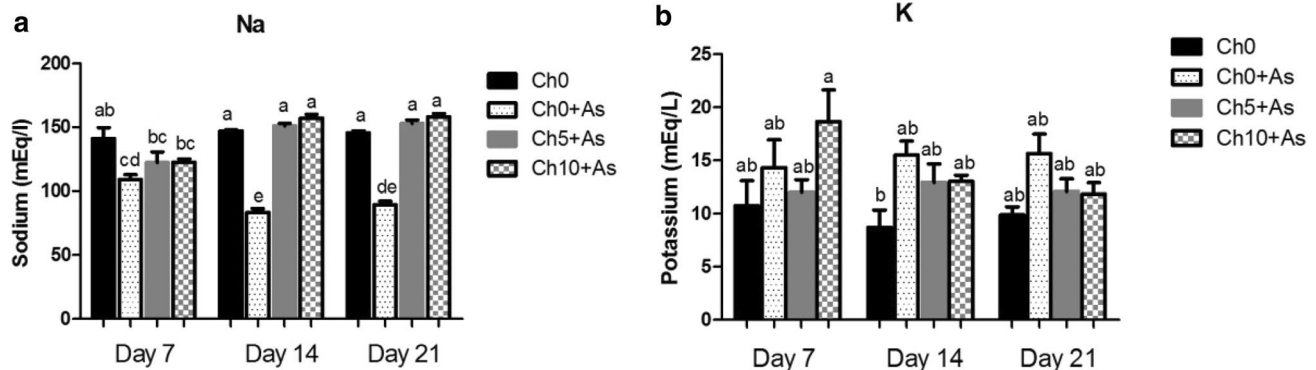 a
Na
Sodium (mEq/l)
200
150
100
50
0
ab
cd
bc
bc
a
e
a
a
a
de
a
a
Day 7
Day 14
Day 21
Ch0
Ch0+As
Ch5+As
Ch10+As
b
K
Potassium (mEq/L)
25
20
15
10
5
0
ab
ab
ab
a
b
ab
ab
ab
ab
ab
ab
ab
Day 7
Day 14
Day 21
Ch0
Ch0+As
Ch5+As
Ch10+As